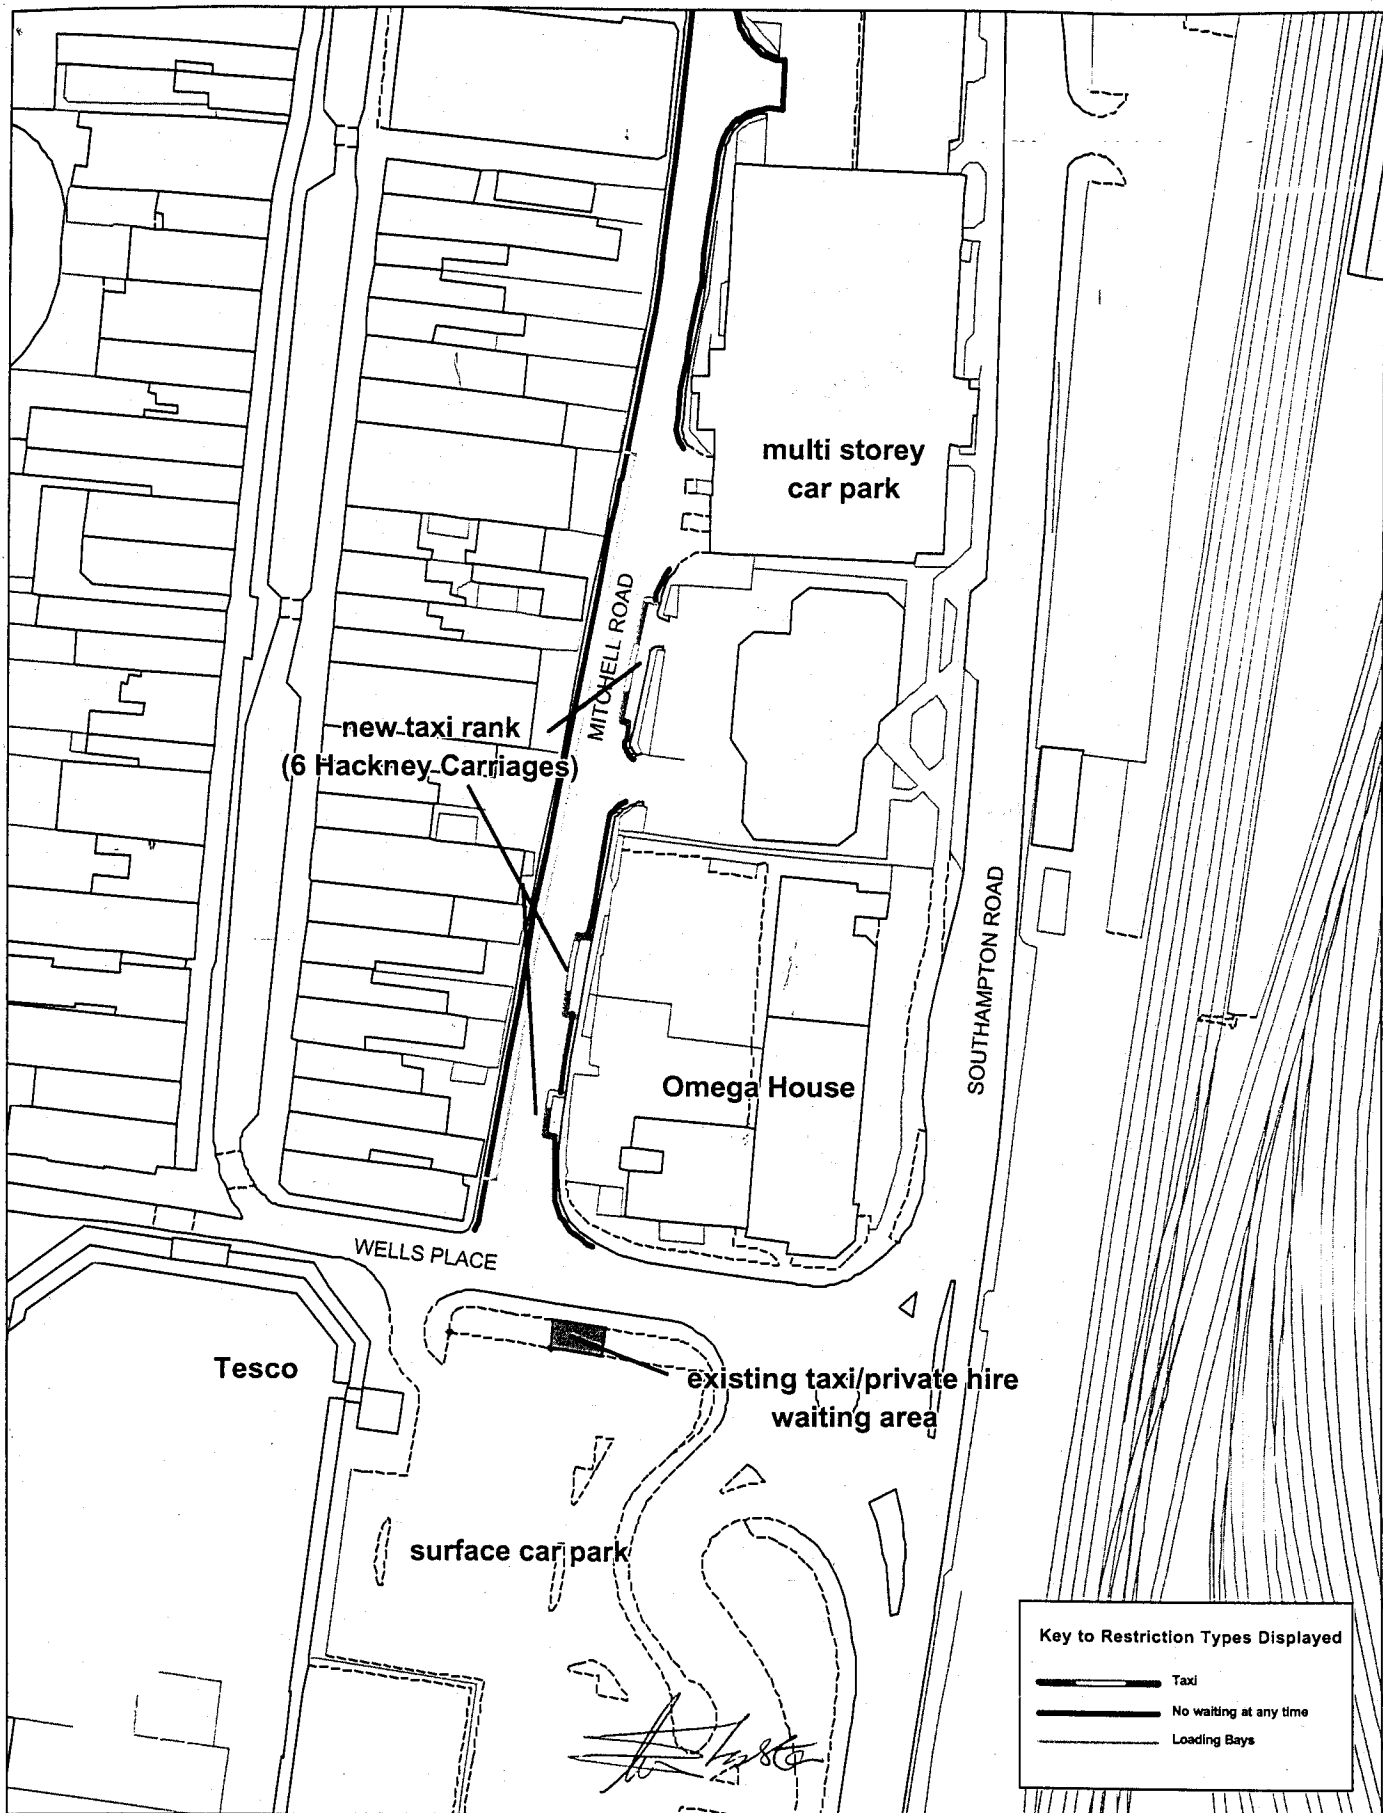 multi storey
car park
MITCHELL ROAD
new taxi rank
(6 Hackney Carriages)
SOUTHAMPTON ROAD
Omega House
WELLS PLACE
Tesco
existing taxi/private hire
waiting area
surface car park
Key to Restriction Types Displayed
Taxi
No waiting at any time
Loading Bays